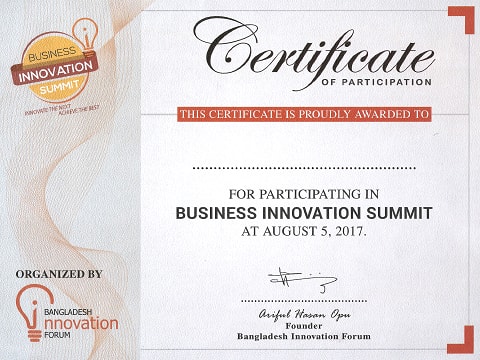 BUSINESS
INNOVATION
SUMMIT
INNOVATE THE NEXT
ACHIEVE THE BEST
Certificate
OF PARTICIPATION
THIS CERTIFICATE IS PROUDLY AWARDED TO
FOR PARTICIPATING IN
BUSINESS INNOVATION SUMMIT
AT AUGUST 5, 2017.
ORGANIZED BY
BANGLADESH
innovation
FORUM
Ariful Hasan Opu
Founder
Bangladesh Innovation Forum